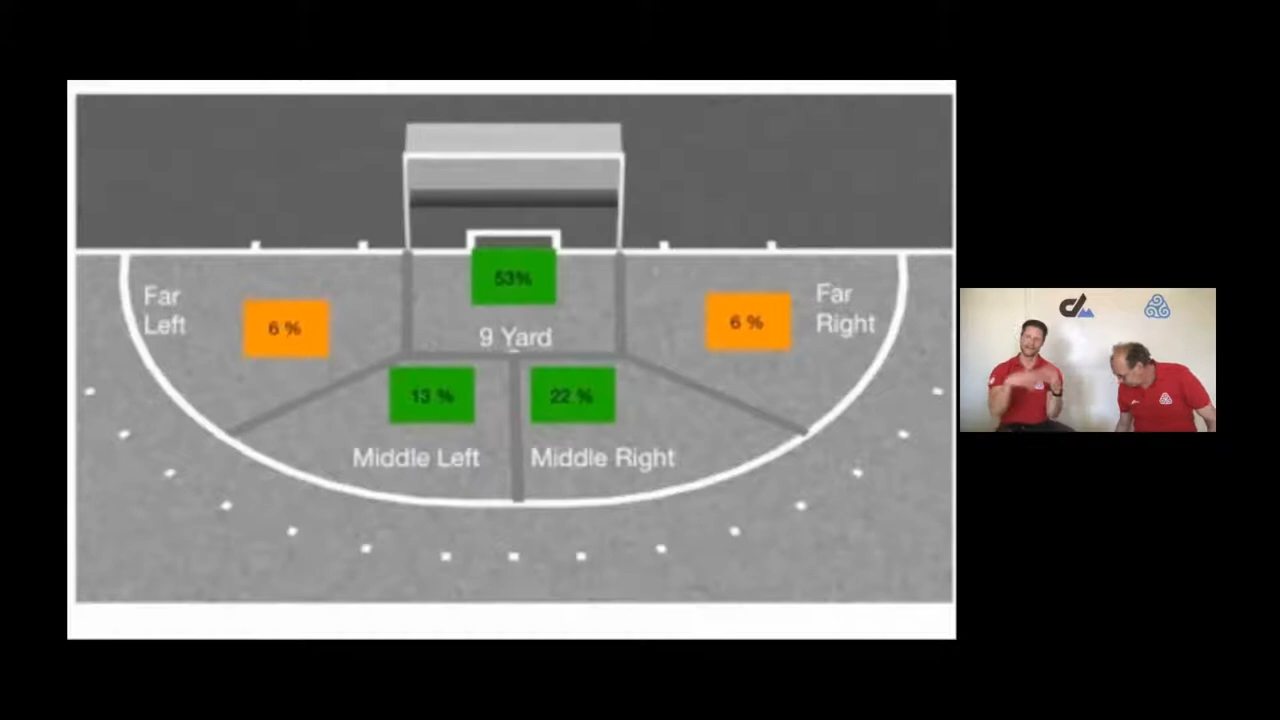 53%
Far
Left
6 %
9 Yard
6 %
Far
Right
13 %
22 %
Middle Left
Middle Right